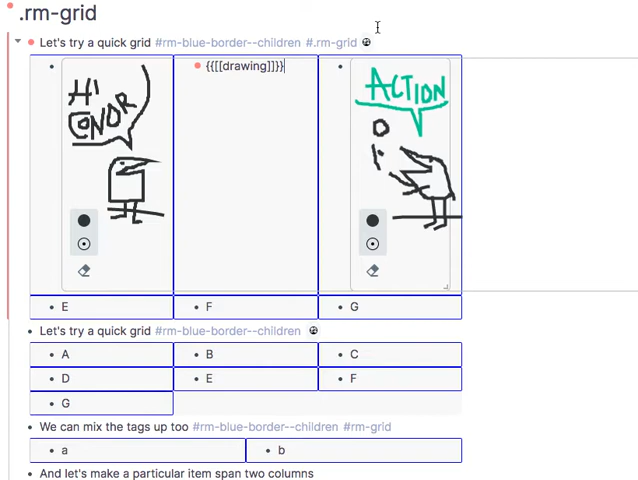 .rm-grid
Let's try a quick grid #rm-blue-border--children #.rm-grid
HI
CONOR
{{[[drawing]]}}
ACTION
E
F
G
Let's try a quick grid #rm-blue-border--children
A
B
C
D
E
F
G
We can mix the tags up too #rm-blue-border--children #rm-grid
a
b
And let's make a particular item span two columns